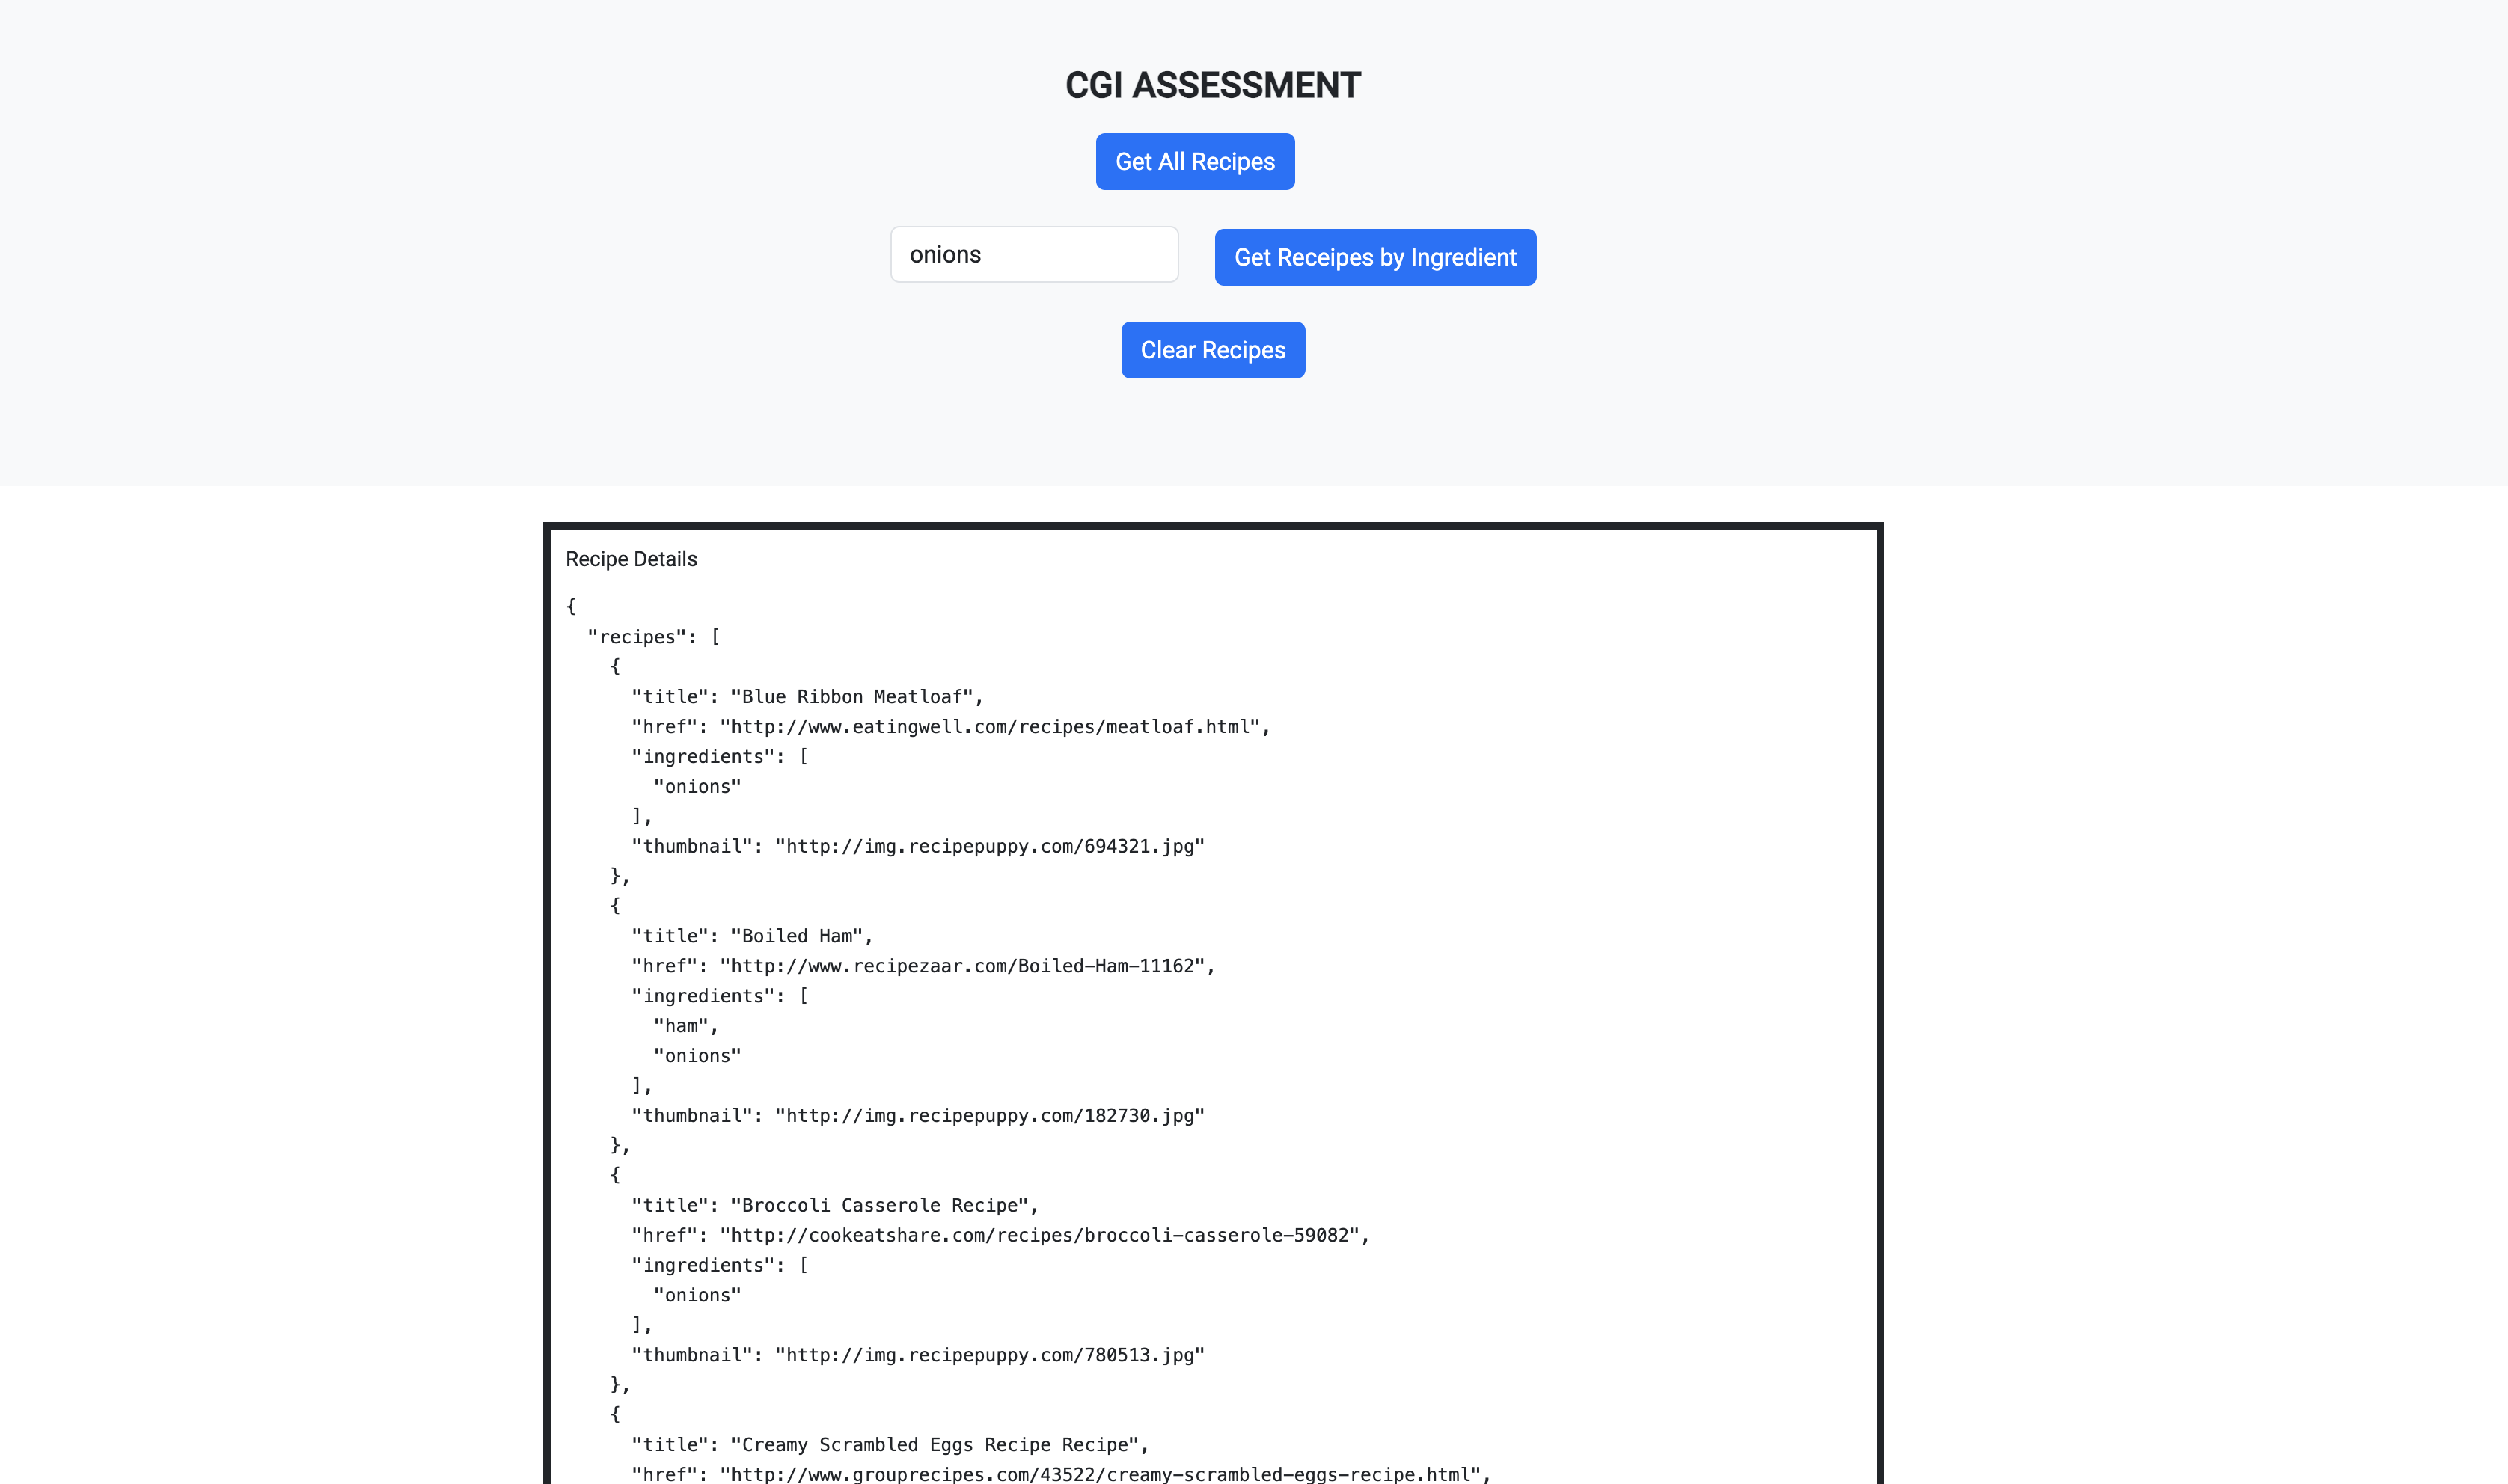 CGI ASSESSMENT
Get All Recipes
onions
Get Receipes by Ingredient
Clear Recipes
Recipe Details
{
  "recipes": [
    {
      "title": "Blue Ribbon Meatloaf",
      "href": "http://www.eatingwell.com/recipes/meatloaf.html",
      "ingredients": [
        "onions"
      ],
      "thumbnail": "http://img.recipepuppy.com/694321.jpg"
    },
    {
      "title": "Boiled Ham",
      "href": "http://www.recipezaar.com/Boiled-Ham-11162",
      "ingredients": [
        "ham",
        "onions"
      ],
      "thumbnail": "http://img.recipepuppy.com/182730.jpg"
    },
    {
      "title": "Broccoli Casserole Recipe",
      "href": "http://cookeatshare.com/recipes/broccoli-casserole-59082",
      "ingredients": [
        "onions"
      ],
      "thumbnail": "http://img.recipepuppy.com/780513.jpg"
    },
    {
      "title": "Creamy Scrambled Eggs Recipe Recipe",
      "href": "http://www.grouprecipes.com/43522/creamy-scrambled-eggs-recipe.html",